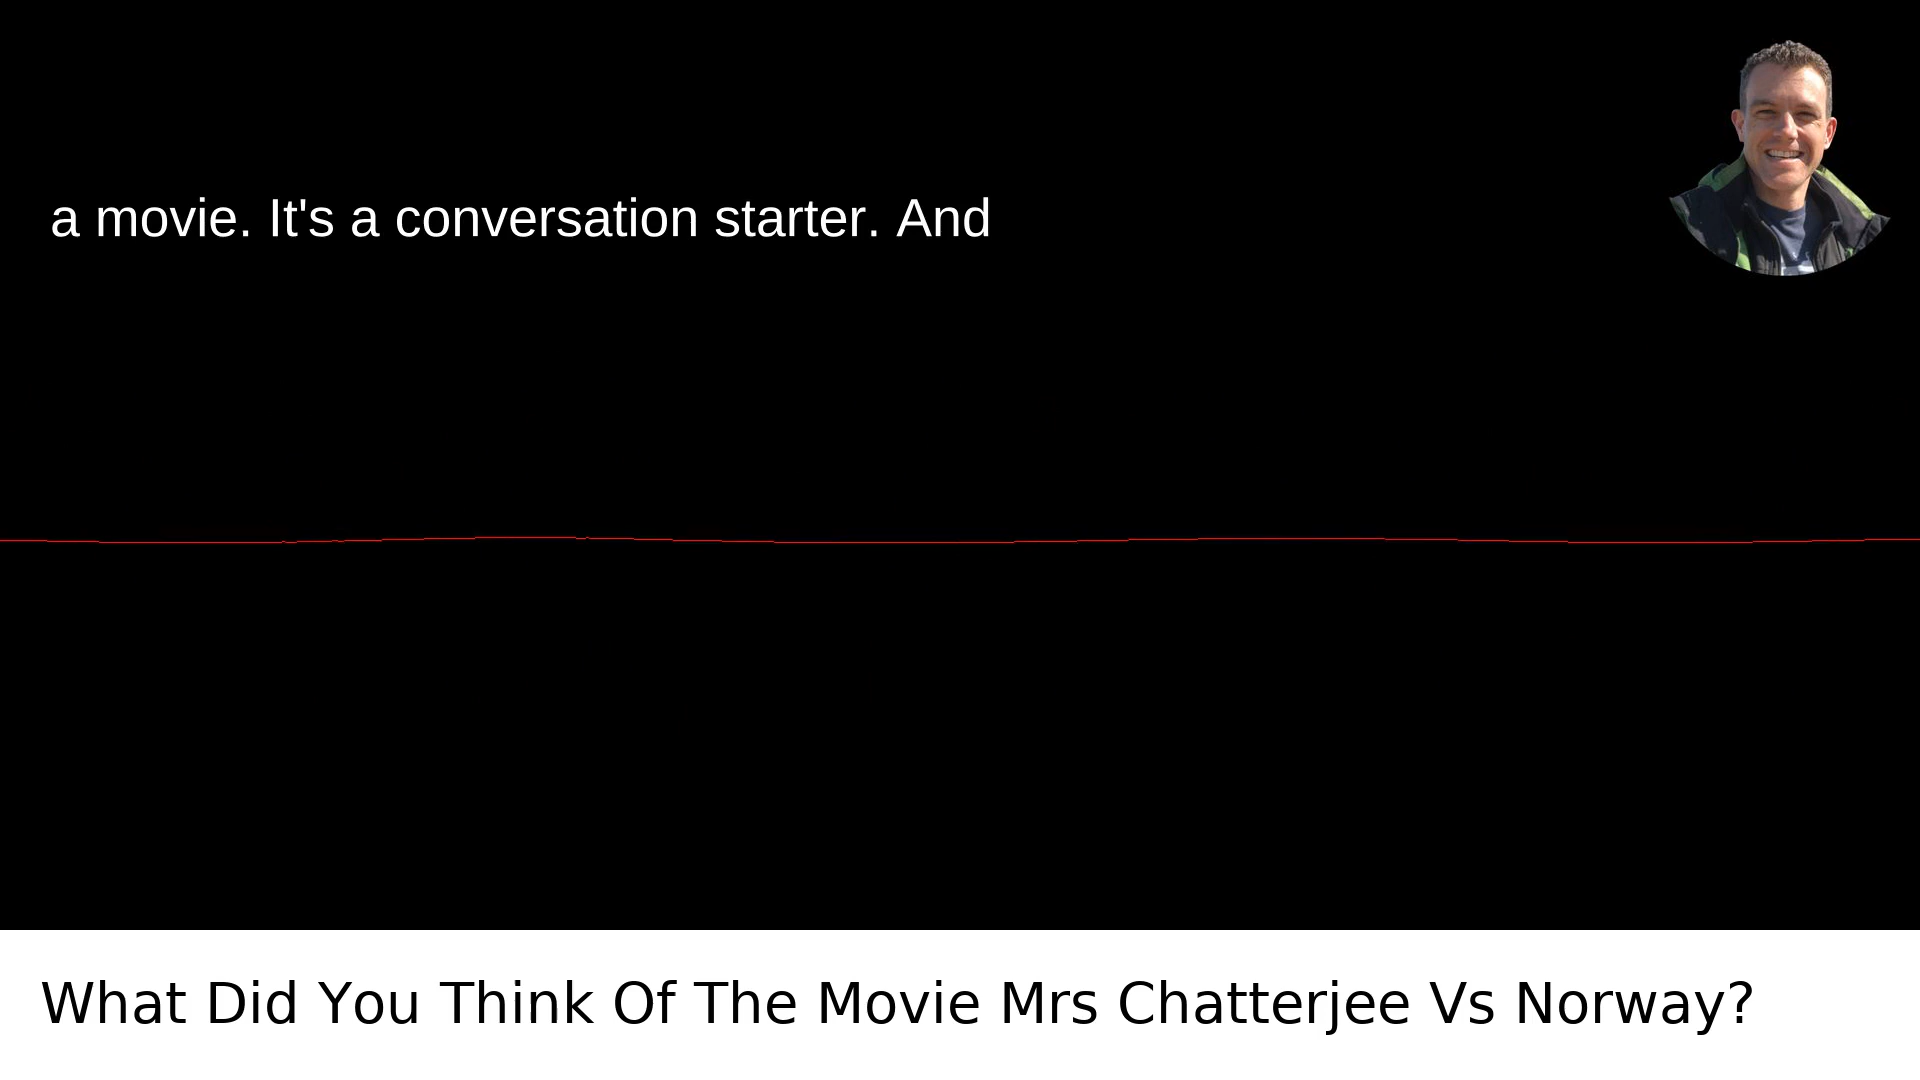 a movie. It's a conversation starter. And
What Did You Think Of The Movie Mrs Chatterjee Vs Norway?